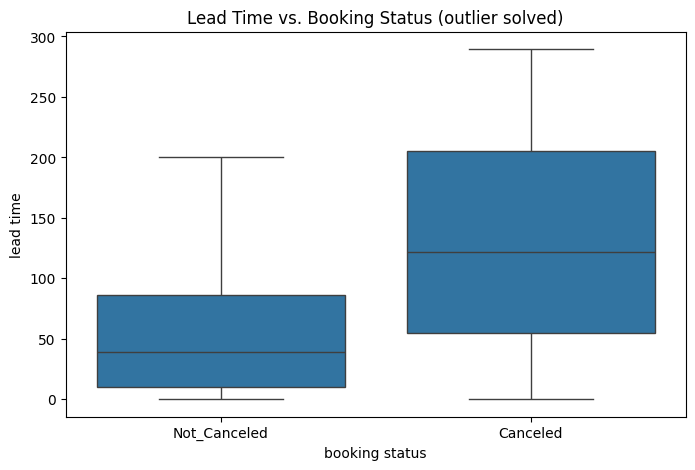 Lead Time vs. Booking Status (outlier solved)
300
250
200
150
100
50
0
lead time
Not_Canceled
Canceled
booking status